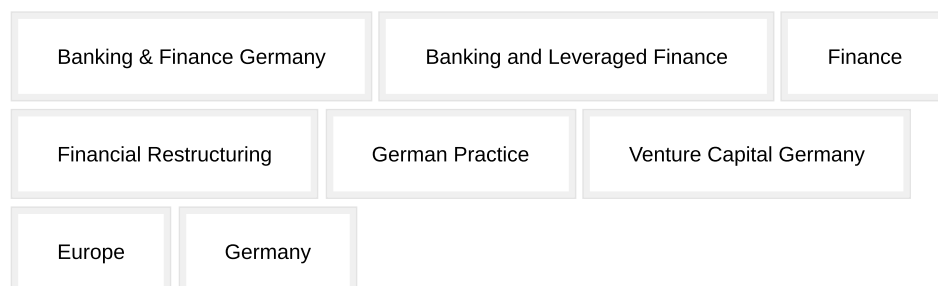 Banking & Finance Germany Banking and Leveraged Finance Finance
Financial Restructuring German Practice Venture Capital Germany
Europe Germany